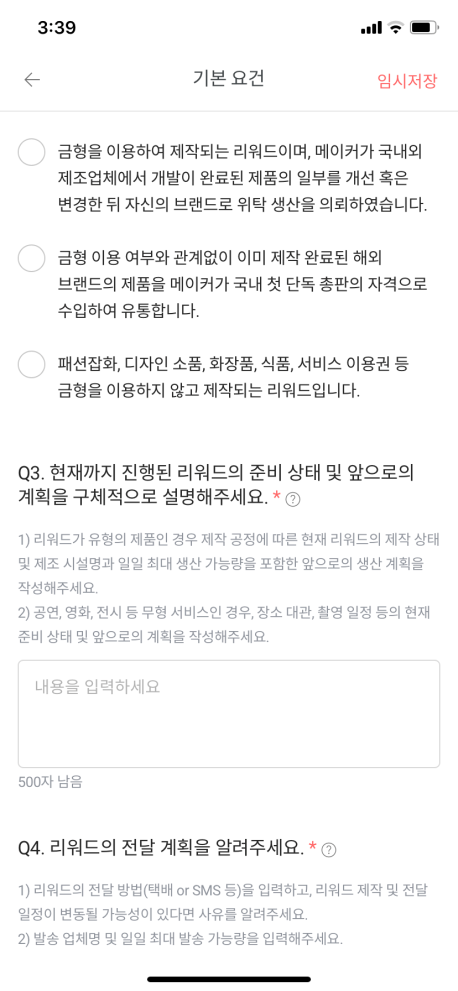 3:39
기본 요건
임시저장
금형을 이용하여 제작되는 리워드이며, 메이커가 국내외
제조업체에서 개발이 완료된 제품의 일부를 개선 혹은
변경한 뒤 자신의 브랜드로 위탁 생산을 의뢰하였습니다.
금형 이용 여부와 관계없이 이미 제작 완료된 해외
브랜드의 제품을 메이커가 국내 첫 단독 총판의 자격으로
수입하여 유통합니다.
패션잡화, 디자인 소품, 화장품, 식품, 서비스 이용권 등
금형을 이용하지 않고 제작되는 리워드입니다.
Q3. 현재까지 진행된 리워드의 준비 상태 및 앞으로의
계획을 구체적으로 설명해주세요. * ?
1) 리워드가 유형의 제품인 경우 제작 공정에 따른 현재 리워드의 제작 상태
및 제조 시설명과 일일 최대 생산 가능량을 포함한 앞으로의 생산 계획을
작성해주세요.
2) 공연, 영화, 전시 등 무형 서비스인 경우, 장소 대관, 촬영 일정 등의 현재
준비 상태 및 앞으로의 계획을 작성해주세요.
내용을 입력하세요
500자 남음
Q4. 리워드의 전달 계획을 알려주세요. * ?
1) 리워드의 전달 방법(택배 or SMS 등)을 입력하고, 리워드 제작 및 전달
일정이 변동될 가능성이 있다면 사유를 알려주세요.
2) 발송 업체명 및 일일 최대 발송 가능량을 입력해주세요.